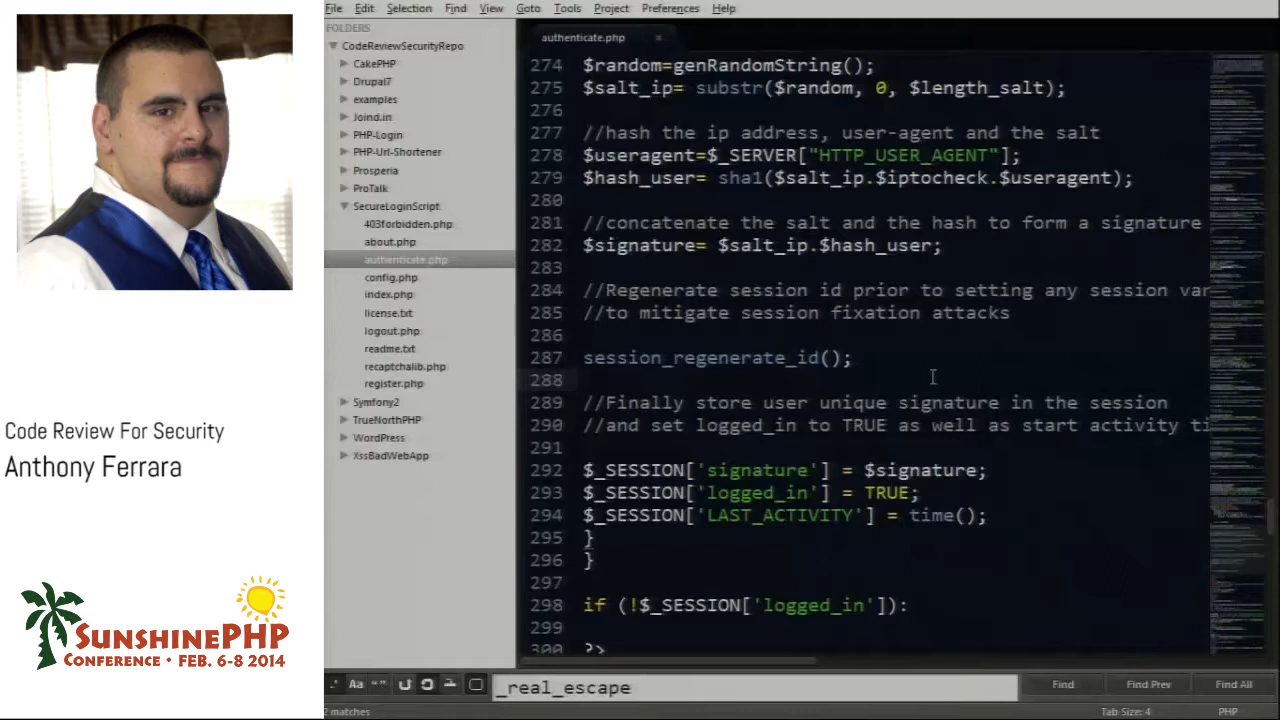 File Edit Selection Find View Goto Tools Project Preferences Help
FOLDERS
CodeReviewSecurityRepo
CakePHP
Drupal7
examples
Joind.in
PHP-Login
PHP-Url-Shortener
Prosperia
ProTalk
SecureLoginScript
403forbidden.php
about.php
authenticate.php
config.php
index.php
license.txt
logout.php
readme.txt
recaptchalib.php
register.php
Symfony2
TrueNorthPHP
WordPress
XssBadWebApp
authenticate.php ×
274 $random=genRandomString();
275 $salt_ip= substr($random, 0, $length_salt);
276
277 //hash the ip address, user-agent and the salt
278 $useragent=$_SERVER["HTTP_USER_AGENT"];
279 $hash_user= sha1($salt_ip.$iptocheck.$useragent);
280
281 //concatenate the salt and the hash to form a signature
282 $signature= $salt_ip.$hash_user;
283
284 //Regenerate session id prior to setting any session var
285 //to mitigate session fixation attacks
286
287 session_regenerate_id();
288
289 //Finally store user unique signature in the session
290 //and set logged_in to TRUE as well as start activity ti
291
292 $_SESSION['signature'] = $signature;
293 $_SESSION['logged_in'] = TRUE;
294 $_SESSION['LAST_ACTIVITY'] = time();
295 }
296 }
297
298 if (!$_SESSION['logged_in']):
299
300 ?>
.* Aa “” _real_escape Find Find Prev Find All
2 matches Tab Size: 4 PHP
Code Review For Security
Anthony Ferrara
SUNSHINEPHP
CONFERENCE • FEB. 6-8 2014